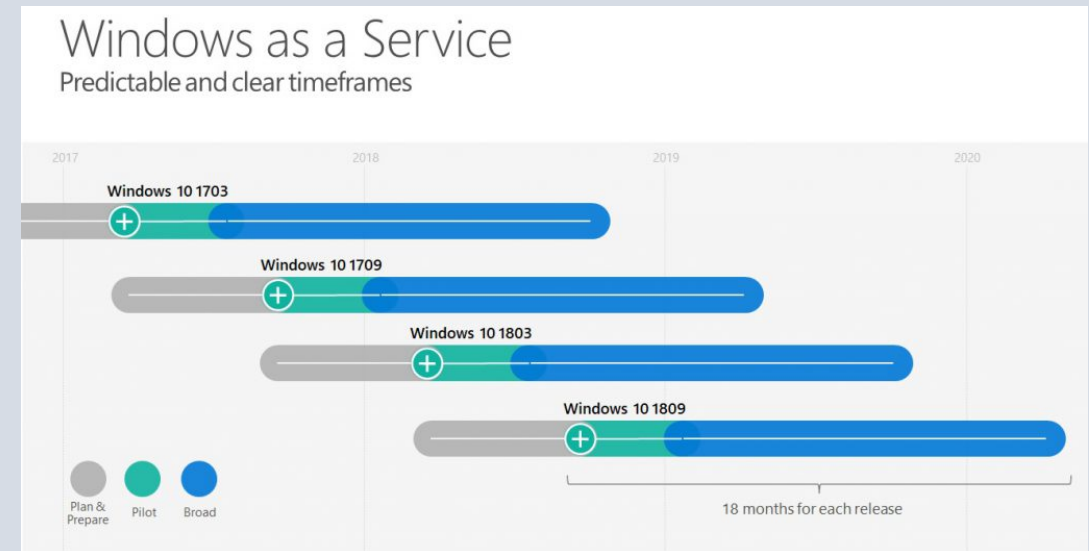 Windows as a Service
Predictable and clear timeframes
2017 2018 2019 2020
Windows 10 1703
Windows 10 1709
Windows 10 1803
Windows 10 1809
18 months for each release
Plan &
Prepare
Pilot
Broad